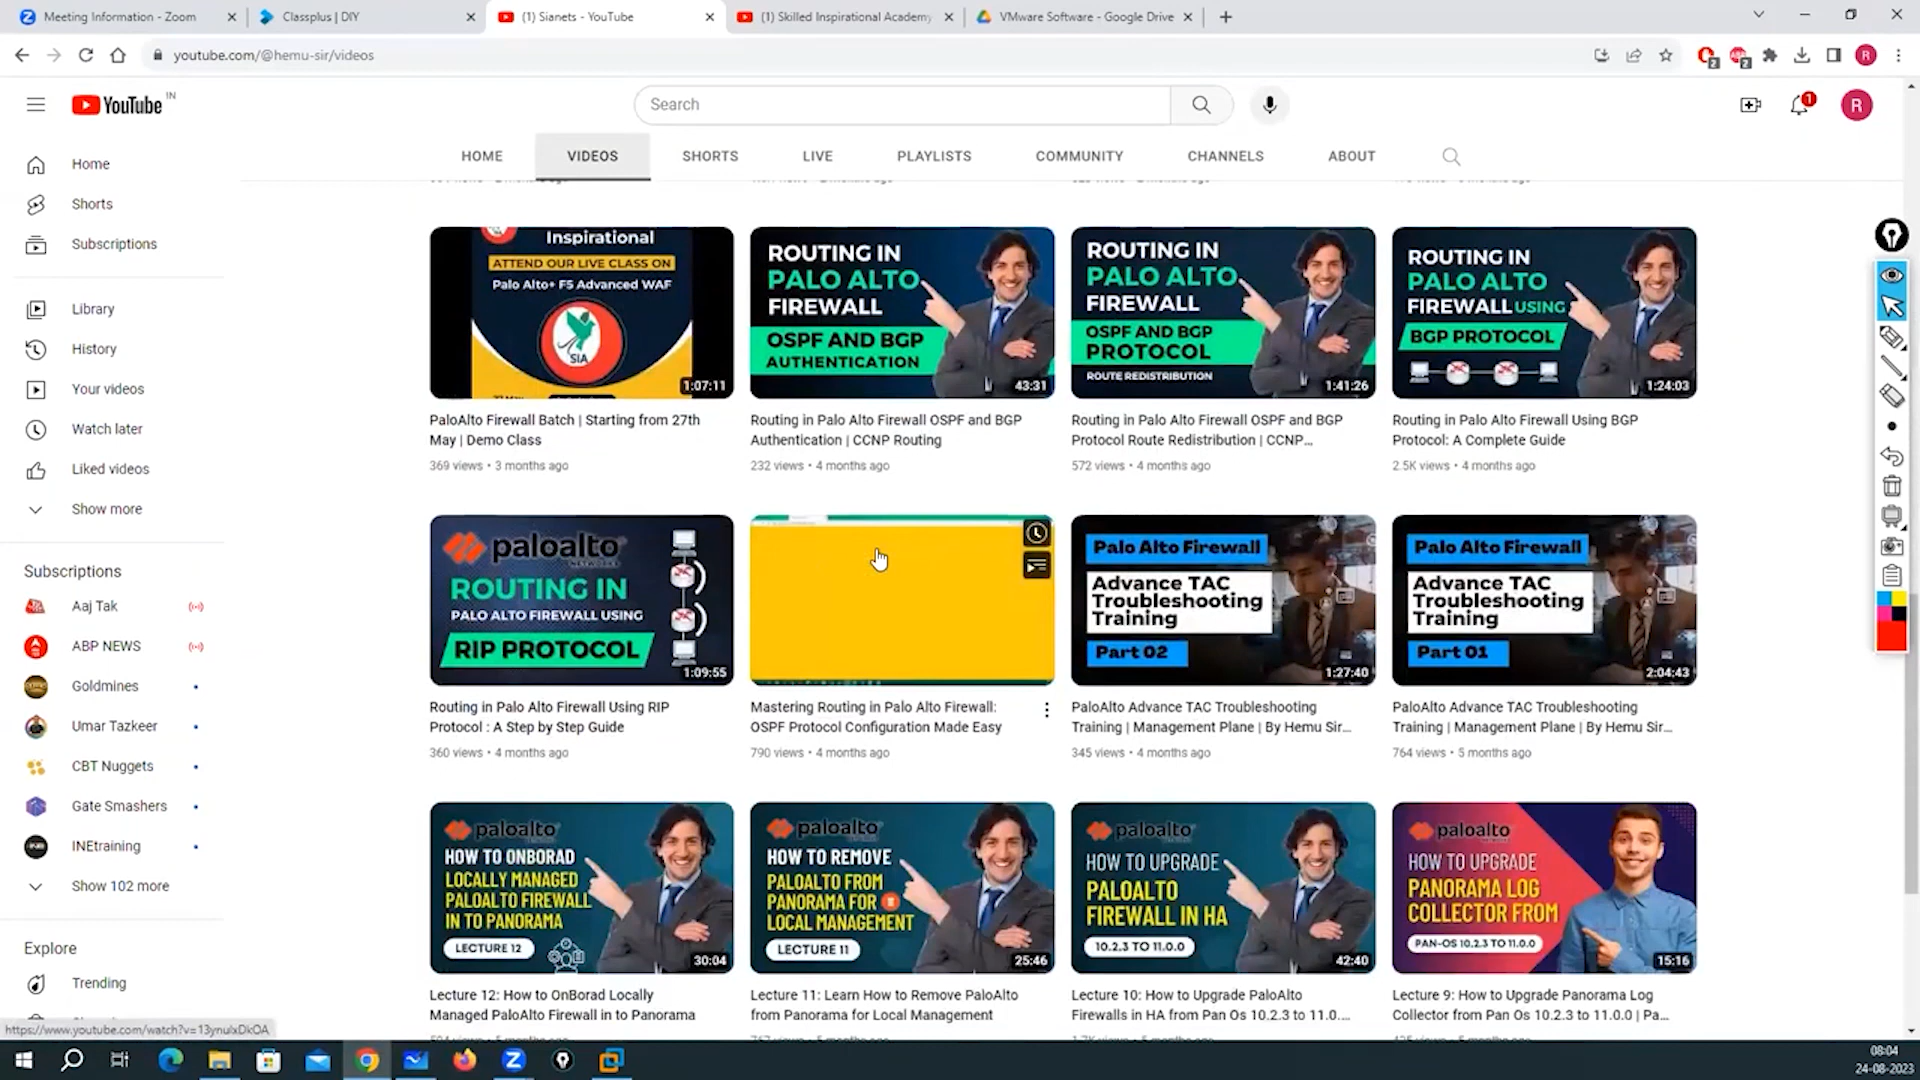 Meeting Information - Zoom
Classplus | DIY
(1) Sianets - YouTube
(1) Skilled Inspirational Academy
VMware Software - Google Drive
youtube.com/@hemu-sir/videos
2
2
R
YouTube IN
Search
1
R
HOME
VIDEOS
SHORTS
LIVE
PLAYLISTS
COMMUNITY
CHANNELS
ABOUT
Home
Shorts
Subscriptions
Library
History
Your videos
Watch later
Liked videos
Show more
Subscriptions
Aaj Tak
ABP NEWS
Goldmines
Umar Tazkeer
CBT Nuggets
Gate Smashers
INEtraining
Show 102 more
Explore
Trending
https://www.youtube.com/watch?v=13ynulxDkOA
Inspirational
ATTEND OUR LIVE CLASS ON
Palo Alto+ F5 Advanced WAF
SIA
1:07:11
PaloAlto Firewall Batch | Starting from 27th
May | Demo Class
369 views • 3 months ago
ROUTING IN
PALO ALTO
FIREWALL
OSPF AND BGP
AUTHENTICATION
43:31
Routing in Palo Alto Firewall OSPF and BGP
Authentication | CCNP Routing
232 views • 4 months ago
ROUTING IN
PALO ALTO
FIREWALL
OSPF AND BGP
PROTOCOL
ROUTE REDISTRIBUTION
1:41:26
Routing in Palo Alto Firewall OSPF and BGP
Protocol Route Redistribution | CCNP...
572 views • 4 months ago
ROUTING IN
PALO ALTO
FIREWALL USING
BGP PROTOCOL
1:24:03
Routing in Palo Alto Firewall Using BGP
Protocol: A Complete Guide
2.5K views • 4 months ago
paloalto
NETWORKS
ROUTING IN
PALO ALTO FIREWALL USING
RIP PROTOCOL
1:09:55
Routing in Palo Alto Firewall Using RIP
Protocol : A Step by Step Guide
360 views • 4 months ago
Mastering Routing in Palo Alto Firewall:
OSPF Protocol Configuration Made Easy
790 views • 4 months ago
Palo Alto Firewall
Advance TAC
Troubleshooting
Training
Part 02
1:27:40
PaloAlto Advance TAC Troubleshooting
Training | Management Plane | By Hemu Sir...
345 views • 4 months ago
Palo Alto Firewall
Advance TAC
Troubleshooting
Training
Part 01
2:04:43
PaloAlto Advance TAC Troubleshooting
Training | Management Plane | By Hemu Sir...
764 views • 5 months ago
paloalto
HOW TO ONBORAD
LOCALLY MANAGED
PALOALTO FIREWALL
IN TO PANORAMA
LECTURE 12
30:04
Lecture 12: How to OnBorad Locally
Managed PaloAlto Firewall in to Panorama
paloalto
HOW TO REMOVE
PALOALTO FROM
PANORAMA FOR
LOCAL MANAGEMENT
LECTURE 11
25:46
Lecture 11: Learn How to Remove PaloAlto
from Panorama for Local Management
paloalto
HOW TO UPGRADE
PALOALTO
FIREWALL IN HA
10.2.3 TO 11.0.0
42:40
Lecture 10: How to Upgrade PaloAlto
Firewalls in HA from Pan Os 10.2.3 to 11.0....
paloalto
HOW TO UPGRADE
PANORAMA LOG
COLLECTOR FROM
PAN-OS 10.2.3 TO 11.0.0
15:16
Lecture 9: How to Upgrade Panorama Log
Collector from Pan Os 10.2.3 to 11.0.0 | Pa...
08:04
24-08-2023